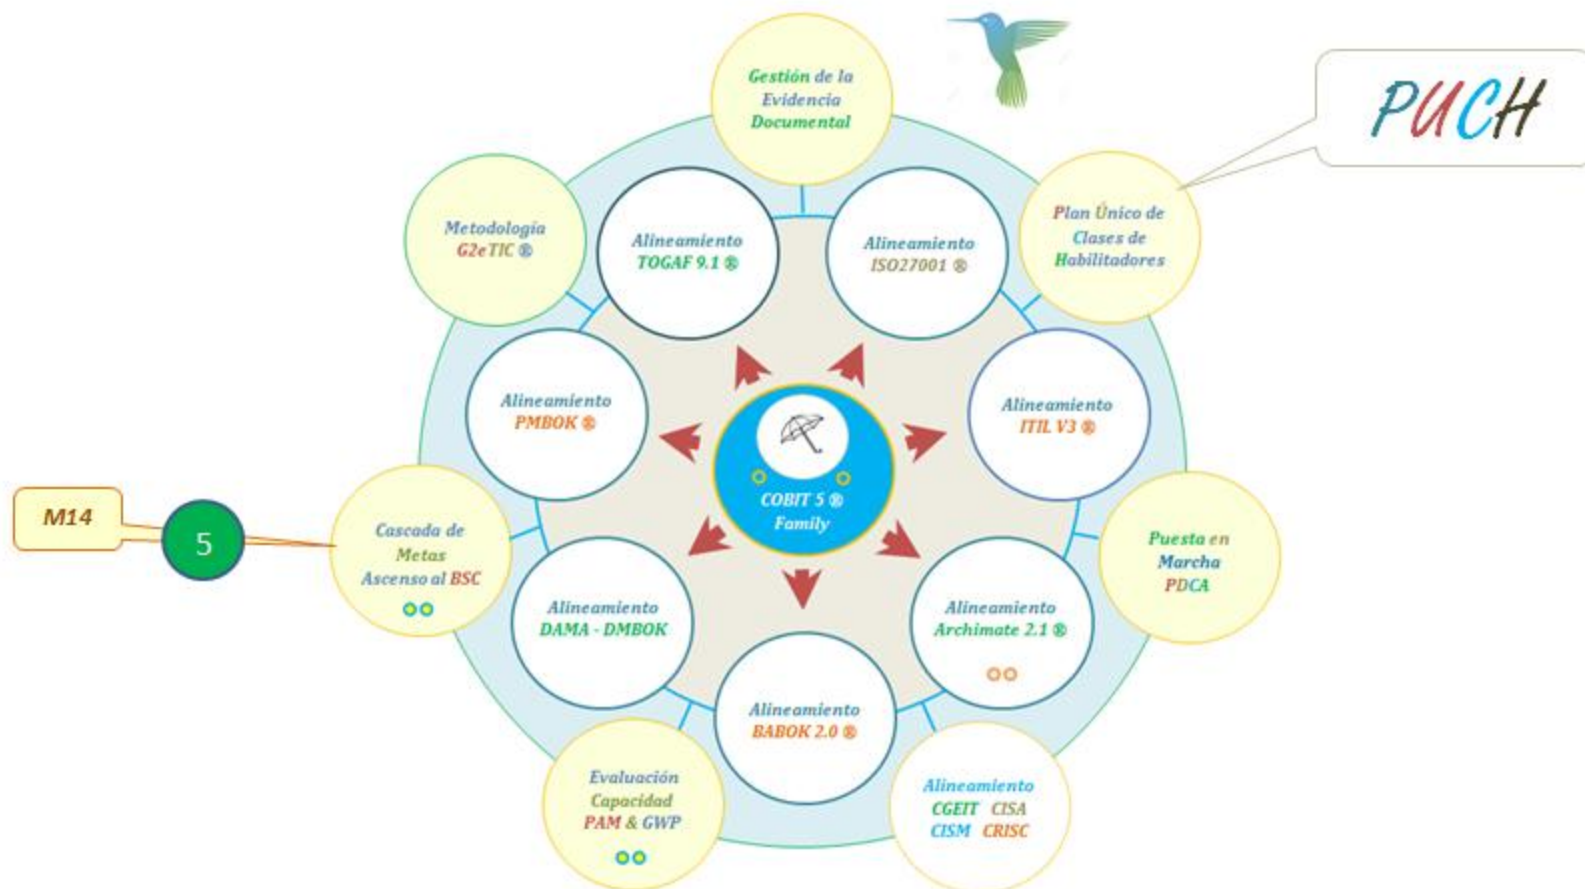 Gestión de la
Evidencia
Documental
PUCH
Metodología
G2eTIC ®
Alineamiento
TOGAF 9.1 ®
Alineamiento
ISO27001 ®
Plan Único de
Clases de
Habilitadores
Alineamiento
PMBOK ®
Alineamiento
ITIL V3 ®
COBIT 5 ®
Family
M14
5
Cascada de
Metas
Ascenso al BSC
Puesta en
Marcha
PDCA
Alineamiento
DAMA - DMBOK
Alineamiento
Archimate 2.1 ®
Alineamiento
BABOK 2.0 ®
Evaluación
Capacidad
PAM & GWP
Alineamiento
CGEIT CISA
CISM CRISC